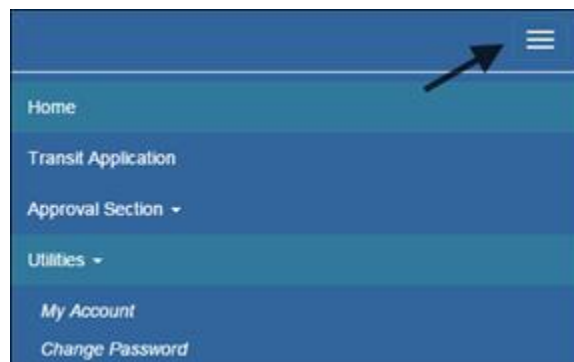 Home
Transit Application
Approval Section
Utilities
My Account
Change Password